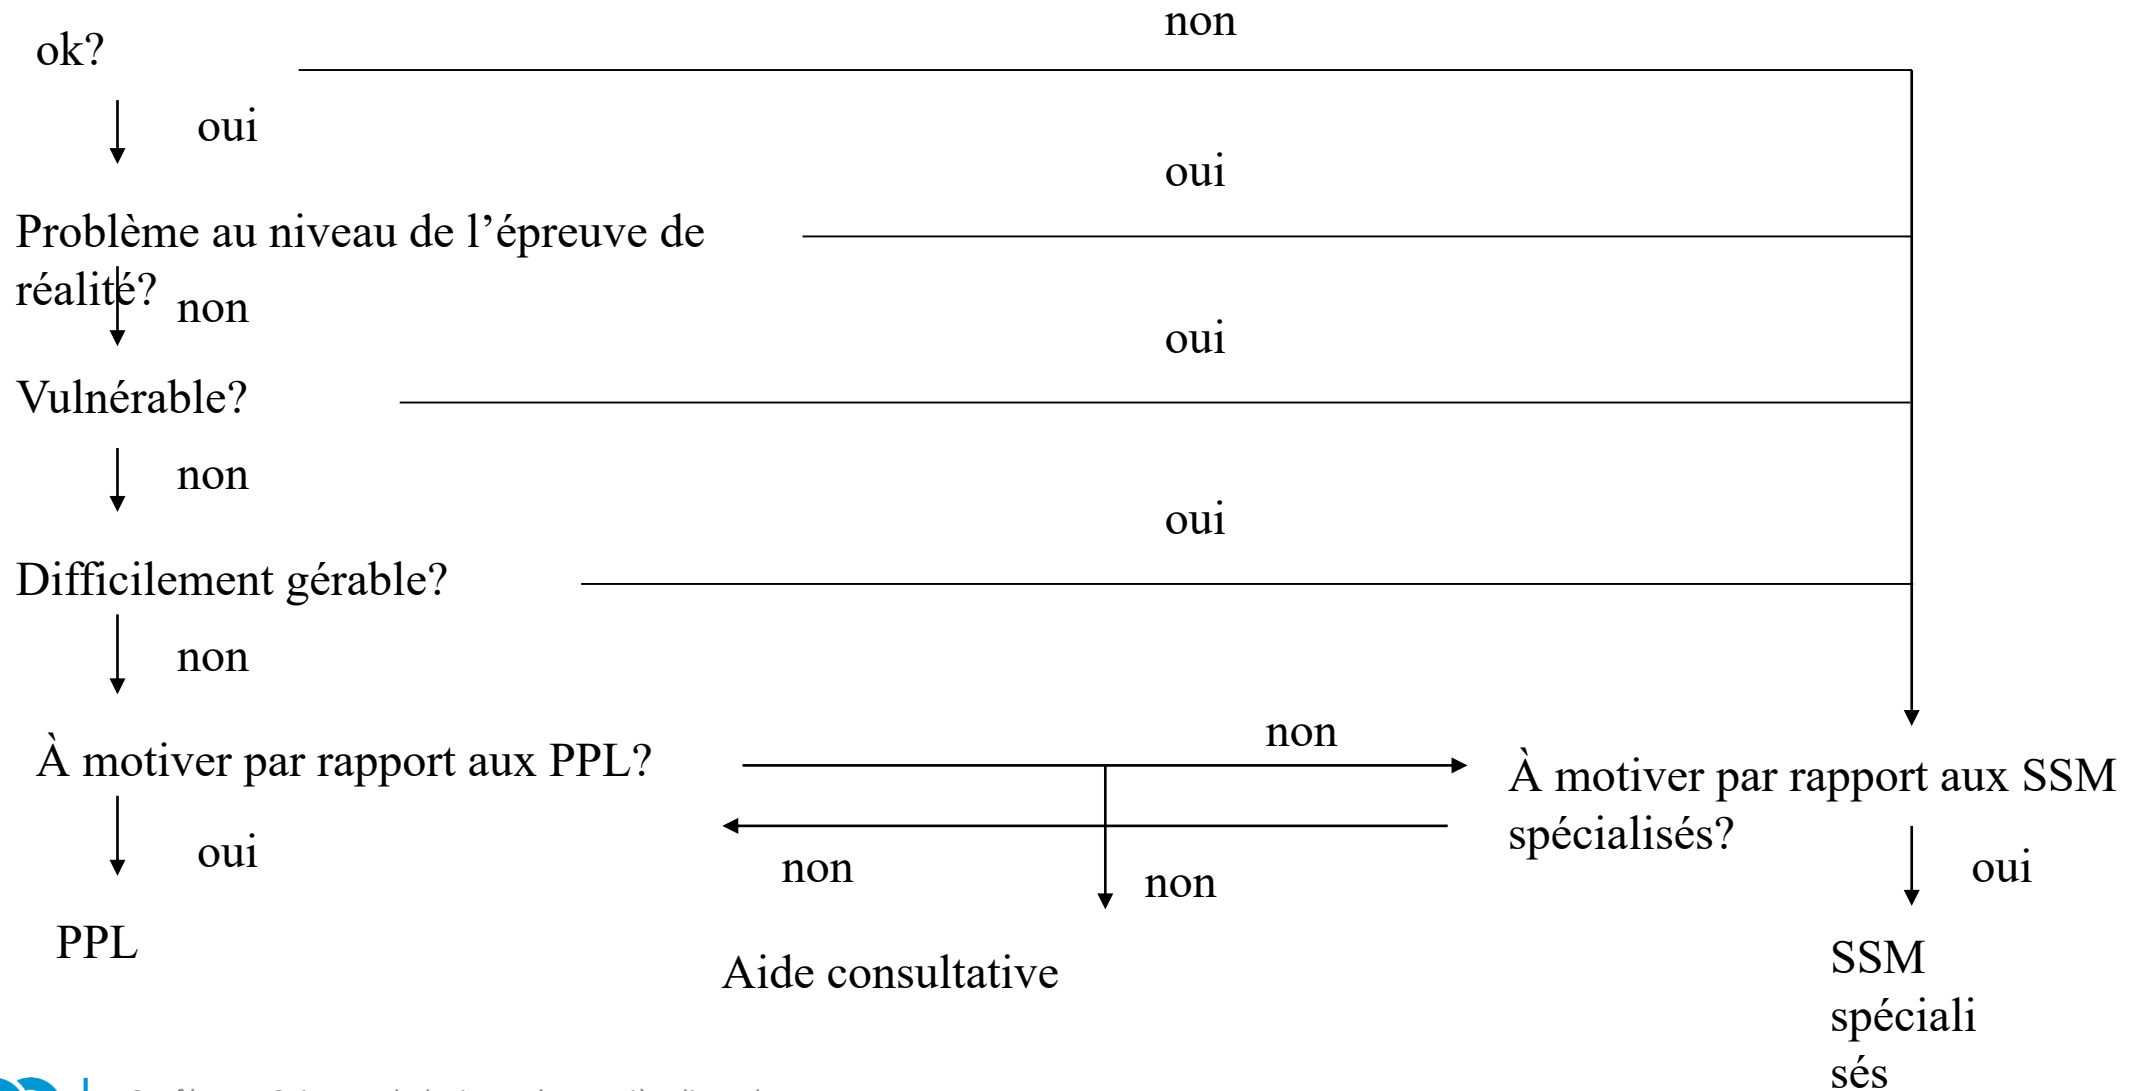 non
ok?
oui
oui
Problème au niveau de l’épreuve de
réalité?
non
oui
Vulnérable?
non
oui
Difficilement gérable?
non
non
À motiver par rapport aux PPL?
À motiver par rapport aux SSM
spécialisés?
oui
non
non
oui
PPL
Aide consultative
SSM
spéciali
sés